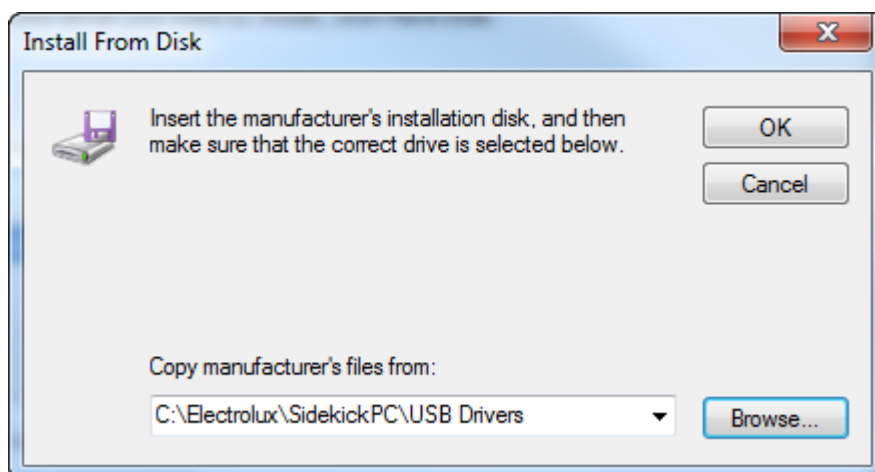 Install From Disk
Insert the manufacturer's installation disk, and then
make sure that the correct drive is selected below.
OK
Cancel
Copy manufacturer's files from:
C:\Electrolux\SidekickPC\USB Drivers
Browse...